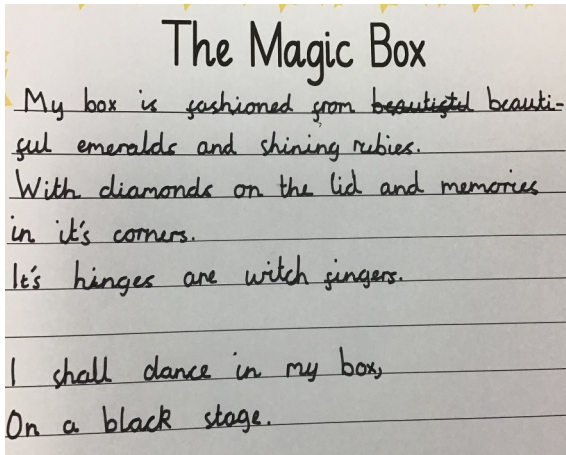 The Magic Box
My box is fashioned from beauti-
ful emeralds and shining rubies.
With diamonds on the lid and memories
in it's corners.
It's hinges are witch fingers.
I shall dance in my box,
On a black stage.